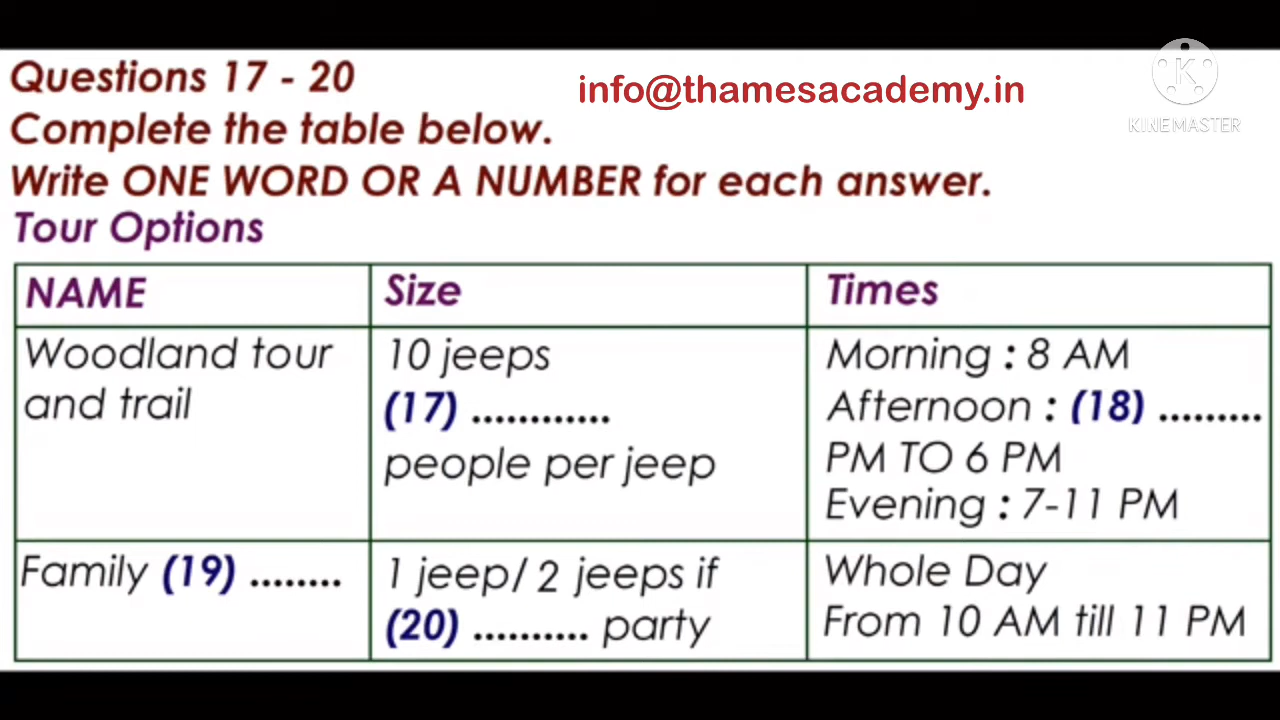 Questions 17 - 20
info@thamesacademy.in
KINEMASTER
Complete the table below.
Write ONE WORD OR A NUMBER for each answer.
Tour Options
NAME
Size
Times
Woodland tour
and trail
10 jeeps
(17) ............
people per jeep
Morning : 8 AM
Afternoon : (18) .........
PM TO 6 PM
Evening : 7-11 PM
Family (19) ........
1 jeep/ 2 jeeps if
(20) .......... party
Whole Day
From 10 AM till 11 PM